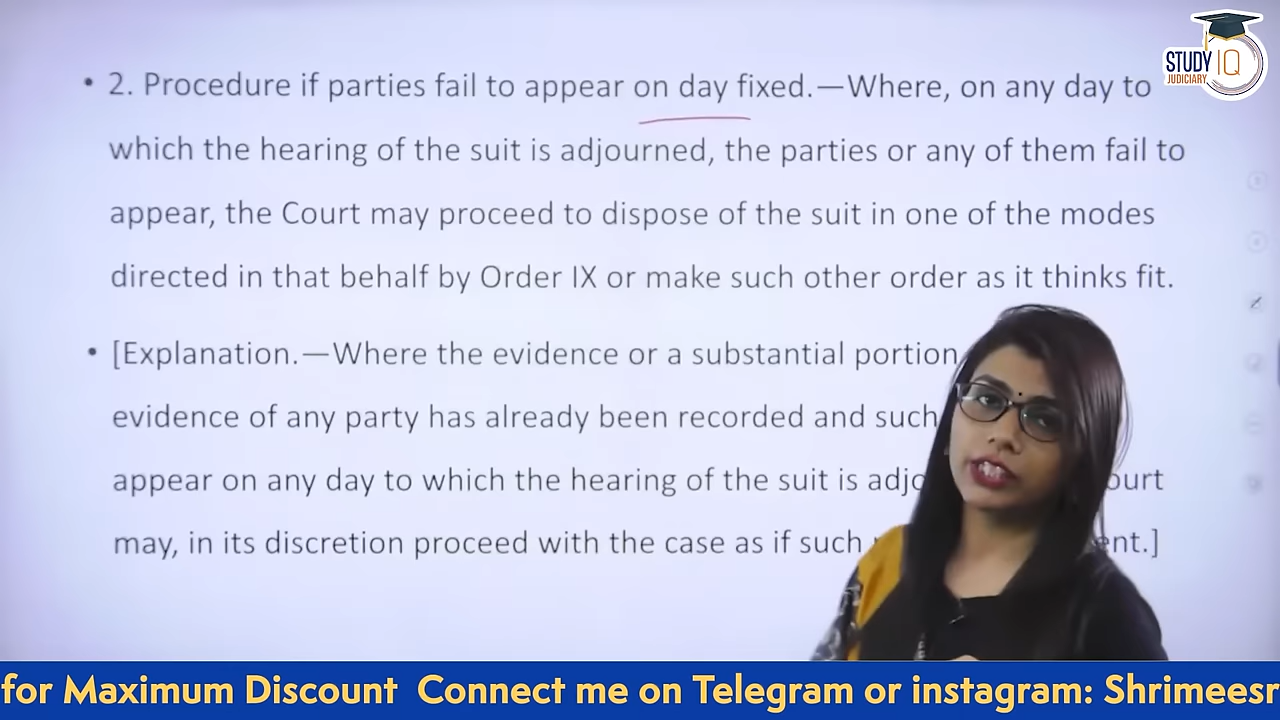 STUDY IQ
JUDICIARY
• 2. Procedure if parties fail to appear on day fixed.—Where, on any day to
which the hearing of the suit is adjourned, the parties or any of them fail to
appear, the Court may proceed to dispose of the suit in one of the modes
directed in that behalf by Order IX or make such other order as it thinks fit.
• [Explanation.—Where the evidence or a substantial portion
evidence of any party has already been recorded and such
appear on any day to which the hearing of the suit is adjo ourt
may, in its discretion proceed with the case as if such ent.]
for Maximum Discount Connect me on Telegram or instagram: Shrimeesr